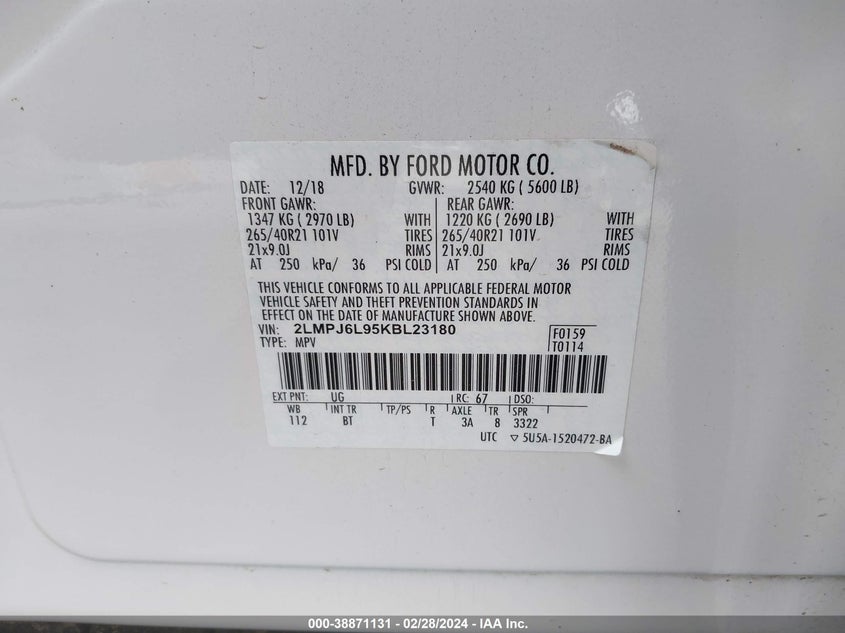 MFD. BY FORD MOTOR CO.
DATE: 12/18 GVWR: 2540 KG ( 5600 LB)
FRONT GAWR: REAR GAWR:
1347 KG ( 2970 LB) WITH 1220 KG ( 2690 LB) WITH
265/40R21 101V TIRES 265/40R21 101V TIRES
21x9.0J RIMS 21x9.0J RIMS
AT 250 kPa/ 36 PSI COLD AT 250 kPa/ 36 PSI COLD
THIS VEHICLE CONFORMS TO ALL APPLICABLE FEDERAL MOTOR
VEHICLE SAFETY AND THEFT PREVENTION STANDARDS IN
EFFECT ON THE DATE OF MANUFACTURE SHOWN ABOVE.
VIN: 2LMPJ6L95KBL23180 F0159
TYPE: MPV T0114
EXT PNT: UG RC: 67 DSO:
WB INT TR TP/PS R AXLE TR SPR
112 BT T 3A 8 3322
UTC ▽ 5U5A-1520472-BA
000-38871131 - 02/28/2024 - IAA Inc.